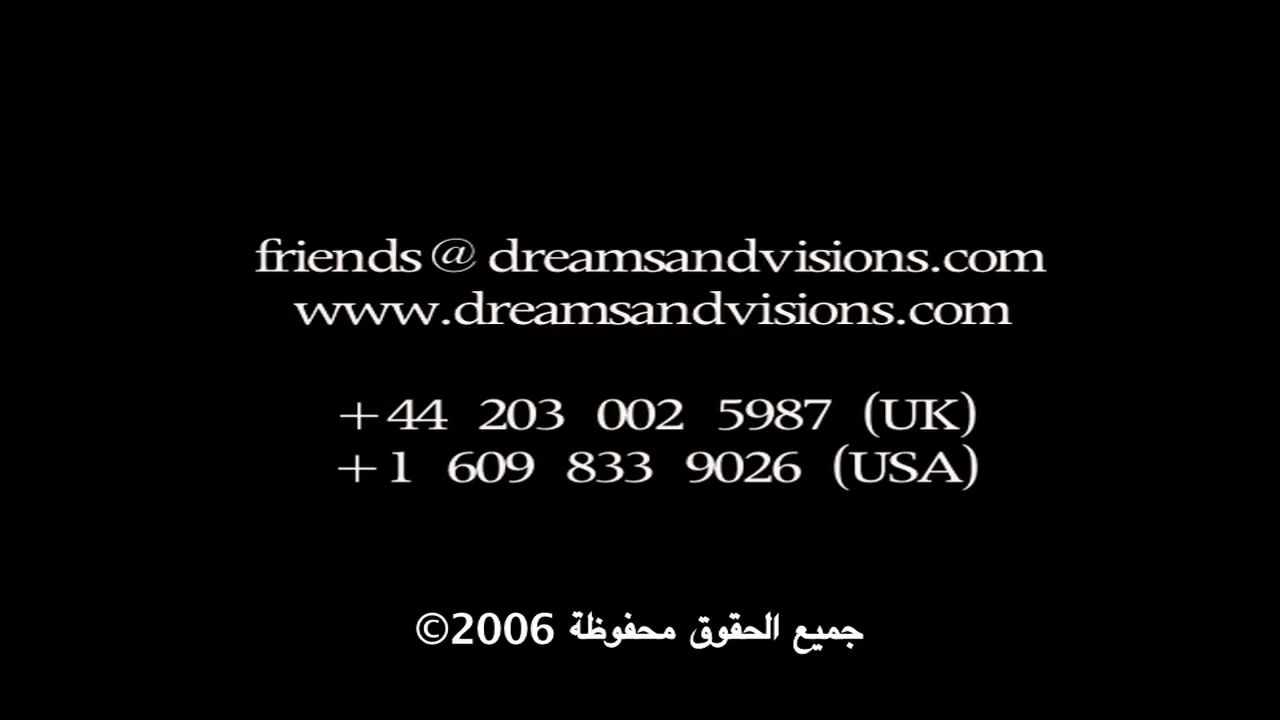 friends@dreamsandvisions.com
www.dreamsandvisions.com
+44 203 002 5987 (UK)
+1 609 833 9026 (USA)
جميع الحقوق محفوظة 2006©